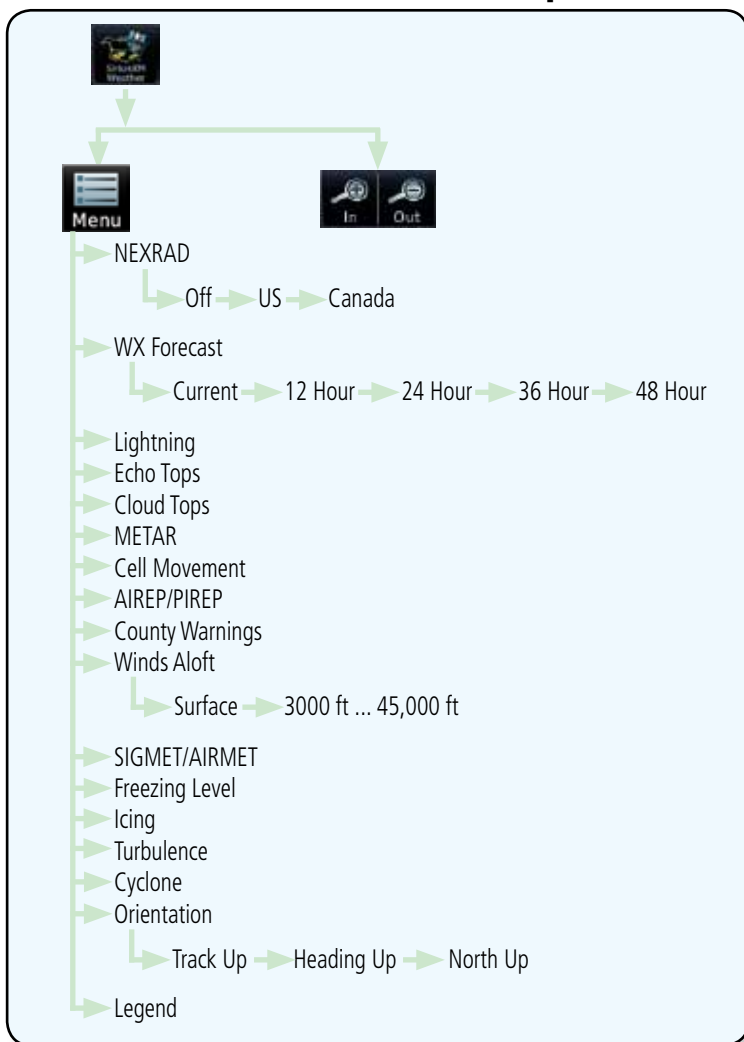 SiriusXM
Weather
Menu
In Out
NEXRAD
Off US Canada
WX Forecast
Current 12 Hour 24 Hour 36 Hour 48 Hour
Lightning
Echo Tops
Cloud Tops
METAR
Cell Movement
AIREP/PIREP
County Warnings
Winds Aloft
Surface 3000 ft ... 45,000 ft
SIGMET/AIRMET
Freezing Level
Icing
Turbulence
Cyclone
Orientation
Track Up Heading Up North Up
Legend